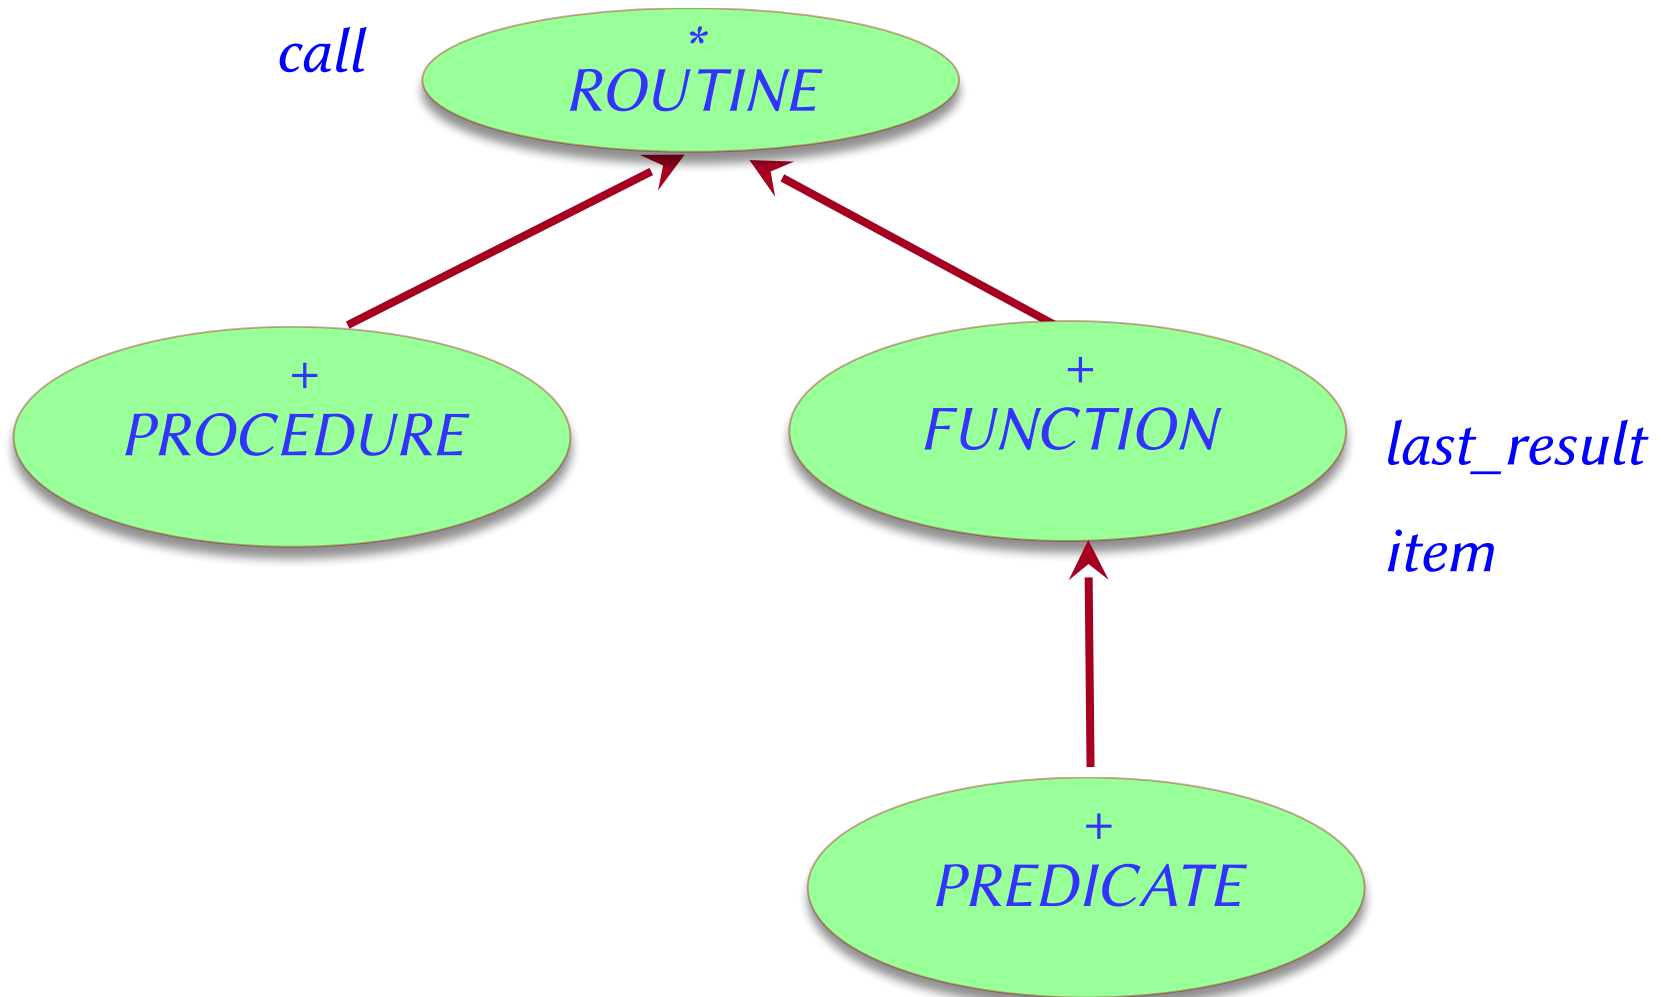 call
*
ROUTINE
+
PROCEDURE
+
FUNCTION
last_result
item
+
PREDICATE